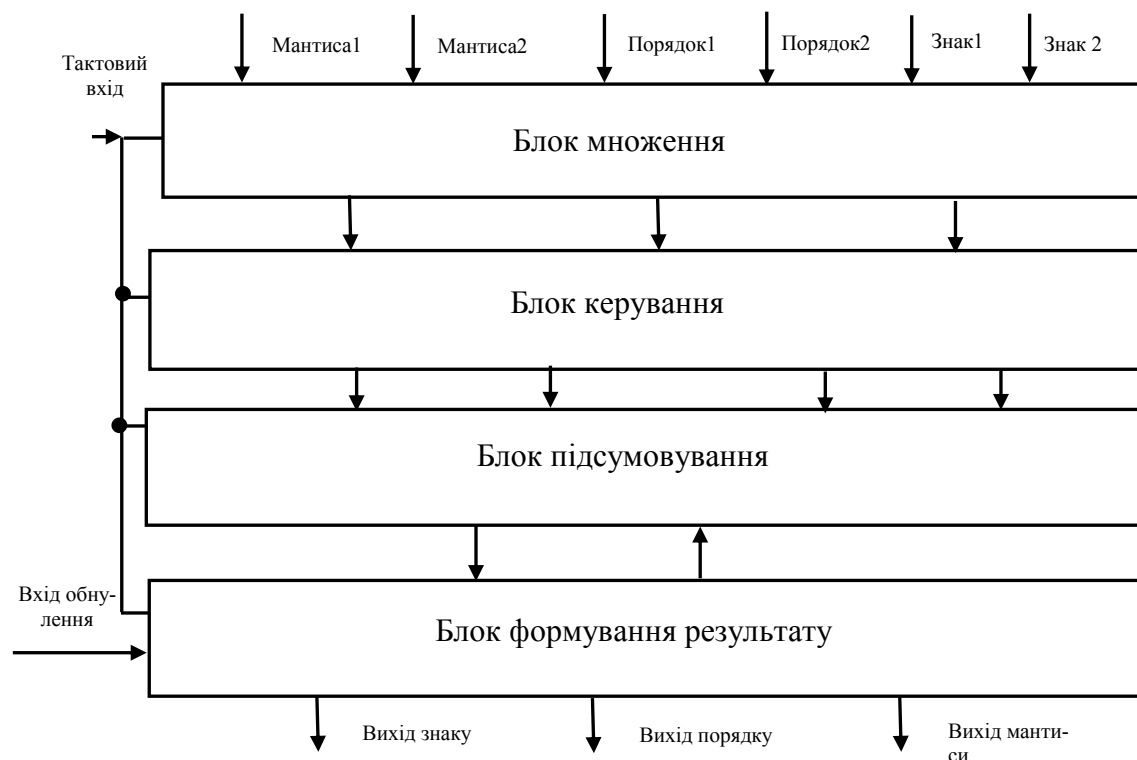 Мантиса1
Мантиса2
Порядок1
Порядок2
Знак1
Знак 2
Тактовий
вхід
Блок множення
Блок керування
Блок підсумовування
Вхід обну-
лення
Блок формування результату
Вихід знаку
Вихід порядку
Вихід манти-
си